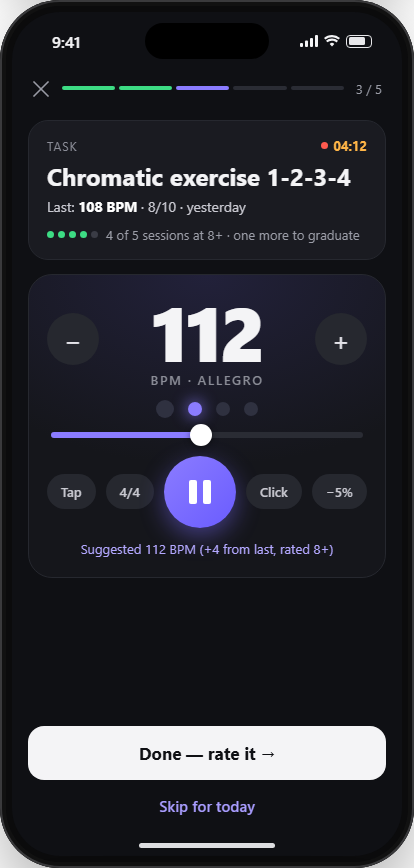 9:41
3 / 5
TASK
04:12
Chromatic exercise 1-2-3-4
Last: 108 BPM · 8/10 · yesterday
4 of 5 sessions at 8+ · one more to graduate
−
112
+
BPM · ALLEGRO
Tap
4/4
Click
−5%
Suggested 112 BPM (+4 from last, rated 8+)
Done — rate it →
Skip for today